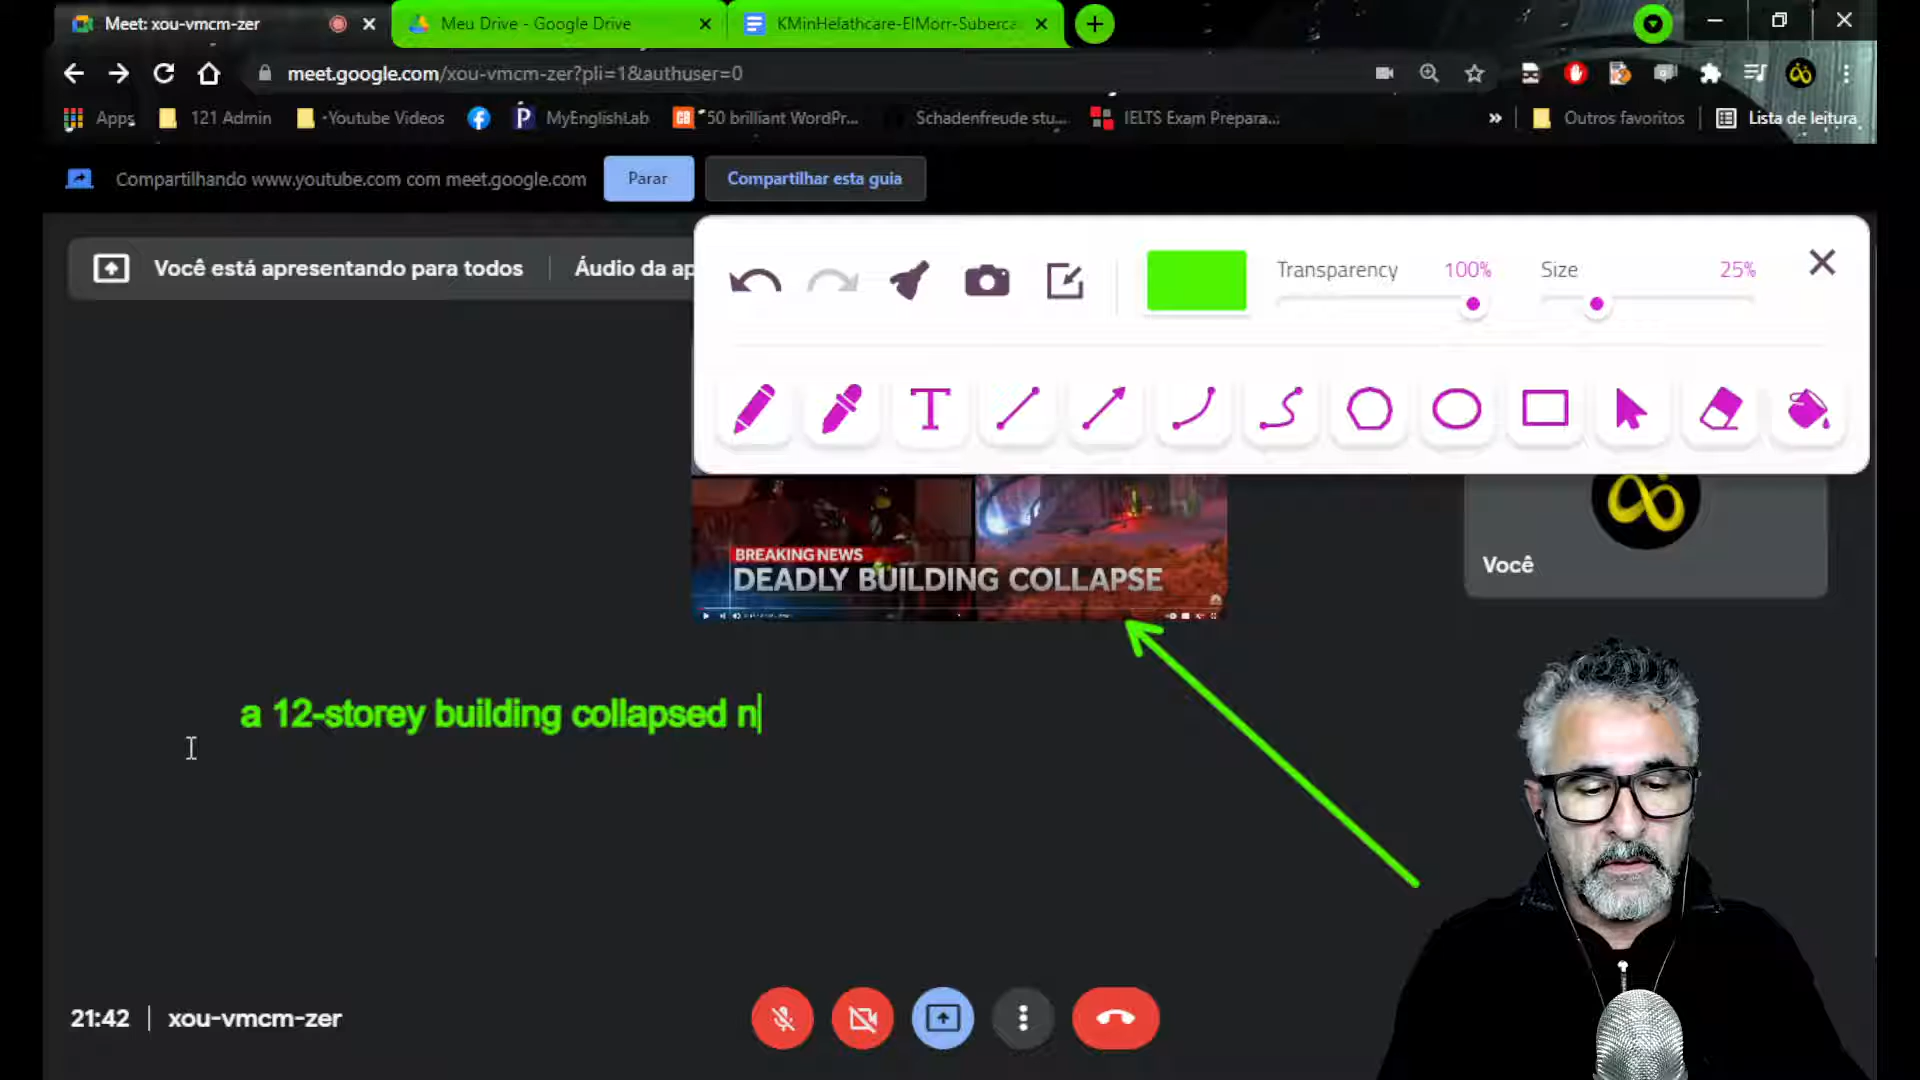 Meet: xou-vmcm-zer
Meu Drive - Google Drive
KMinHelathcare-ElMorr-Suberca
meet.google.com/xou-vmcm-zer?pli=1&authuser=0
Apps
121 Admin
-Youtube Videos
MyEnglishLab
50 brilliant WordPr...
Schadenfreude stu...
IELTS Exam Prepara...
»
Outros favoritos
Lista de leitura
Compartilhando www.youtube.com com meet.google.com
Parar
Compartilhar esta guia
Você está apresentando para todos
Áudio da ap
Transparency
100%
Size
25%
BREAKING NEWS
DEADLY BUILDING COLLAPSE
Você
a 12-storey building collapsed n
21:42
xou-vmcm-zer